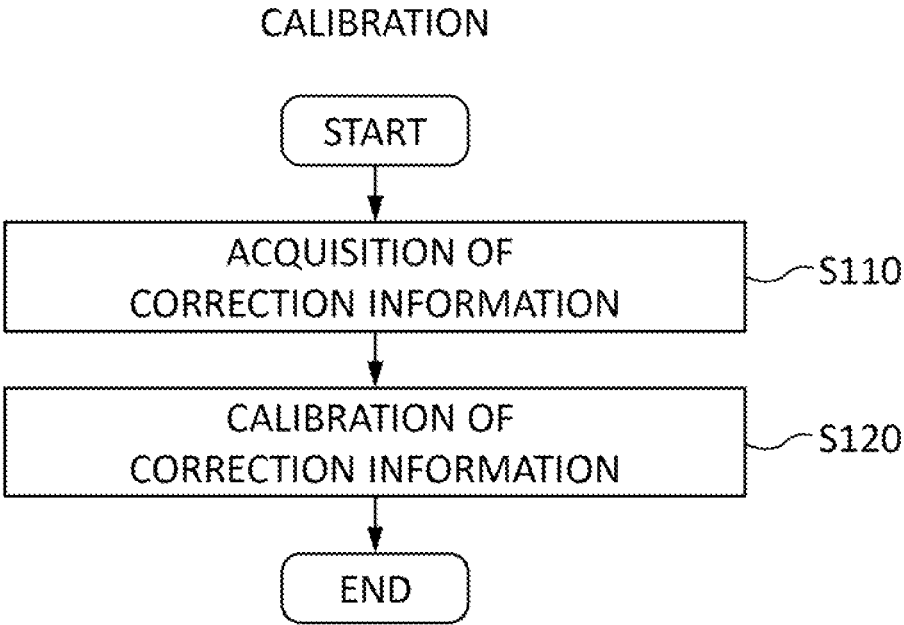 CALIBRATION
START
ACQUISITION OF
CORRECTION INFORMATION
S110
CALIBRATION OF
CORRECTION INFORMATION
S120
END